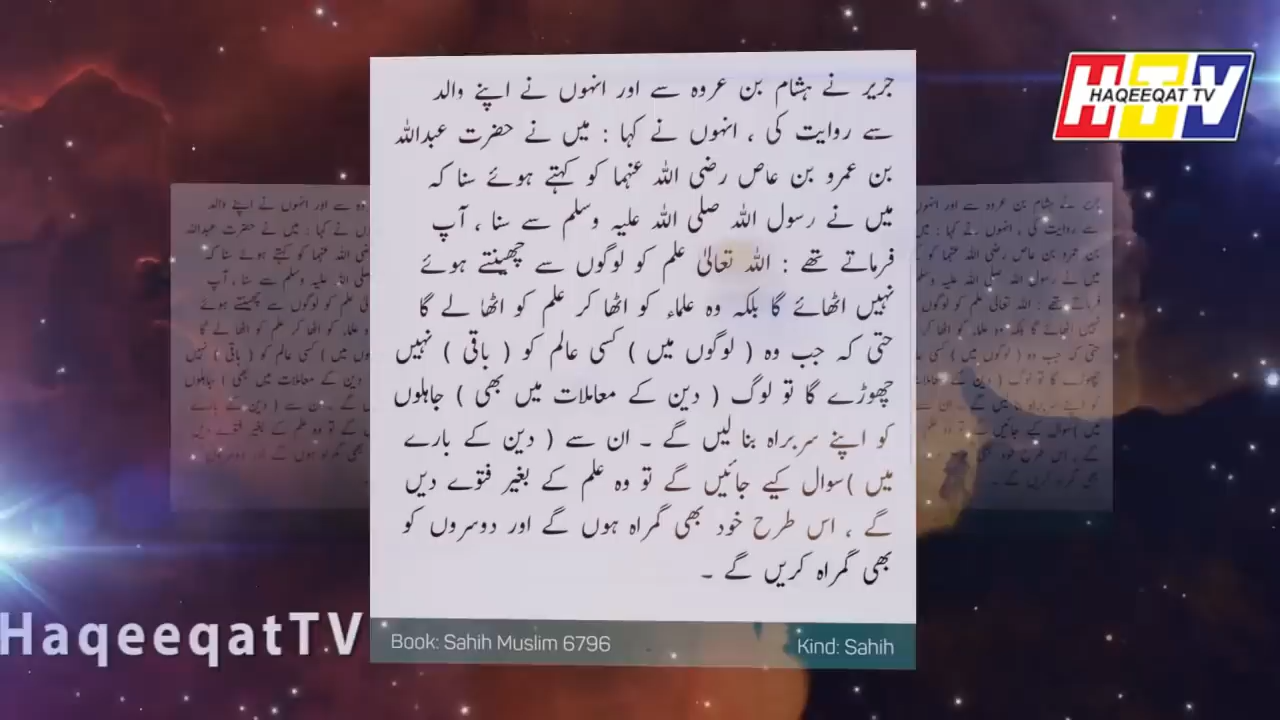 HTV
HAQEEQAT TV
جریر نے ہشام بن عروہ سے اور انہوں نے اپنے والد
سے روایت کی ، انہوں نے کہا : میں نے حضرت عبداللہ
بن عمرو بن عاص رضی اللہ عنہما کو کہتے ہوئے سنا کہ
میں نے رسول اللہ صلی اللہ علیہ وسلم سے سنا ، آپ
فرماتے تھے : اللہ تعالیٰ علم کو لوگوں سے چھینتے ہوئے
نہیں اٹھائے گا بلکہ وہ علماء کو اٹھا کر علم کو اٹھا لے گا
حتی کہ جب وہ ( لوگوں میں ) کسی عالم کو ( باقی ) نہیں
چھوڑے گا تو لوگ ( دین کے معاملات میں بھی ) جاہلوں
کو اپنے سربراہ بنا لیں گے ۔ ان سے ( دین کے بارے
میں )سوال کیے جائیں گے تو وہ علم کے بغیر فتوے دیں
گے ، اس طرح خود بھی گمراہ ہوں گے اور دوسروں کو
بھی گمراہ کریں گے ۔
HaqeeqatTV
Book: Sahih Muslim 6796
Kind: Sahih